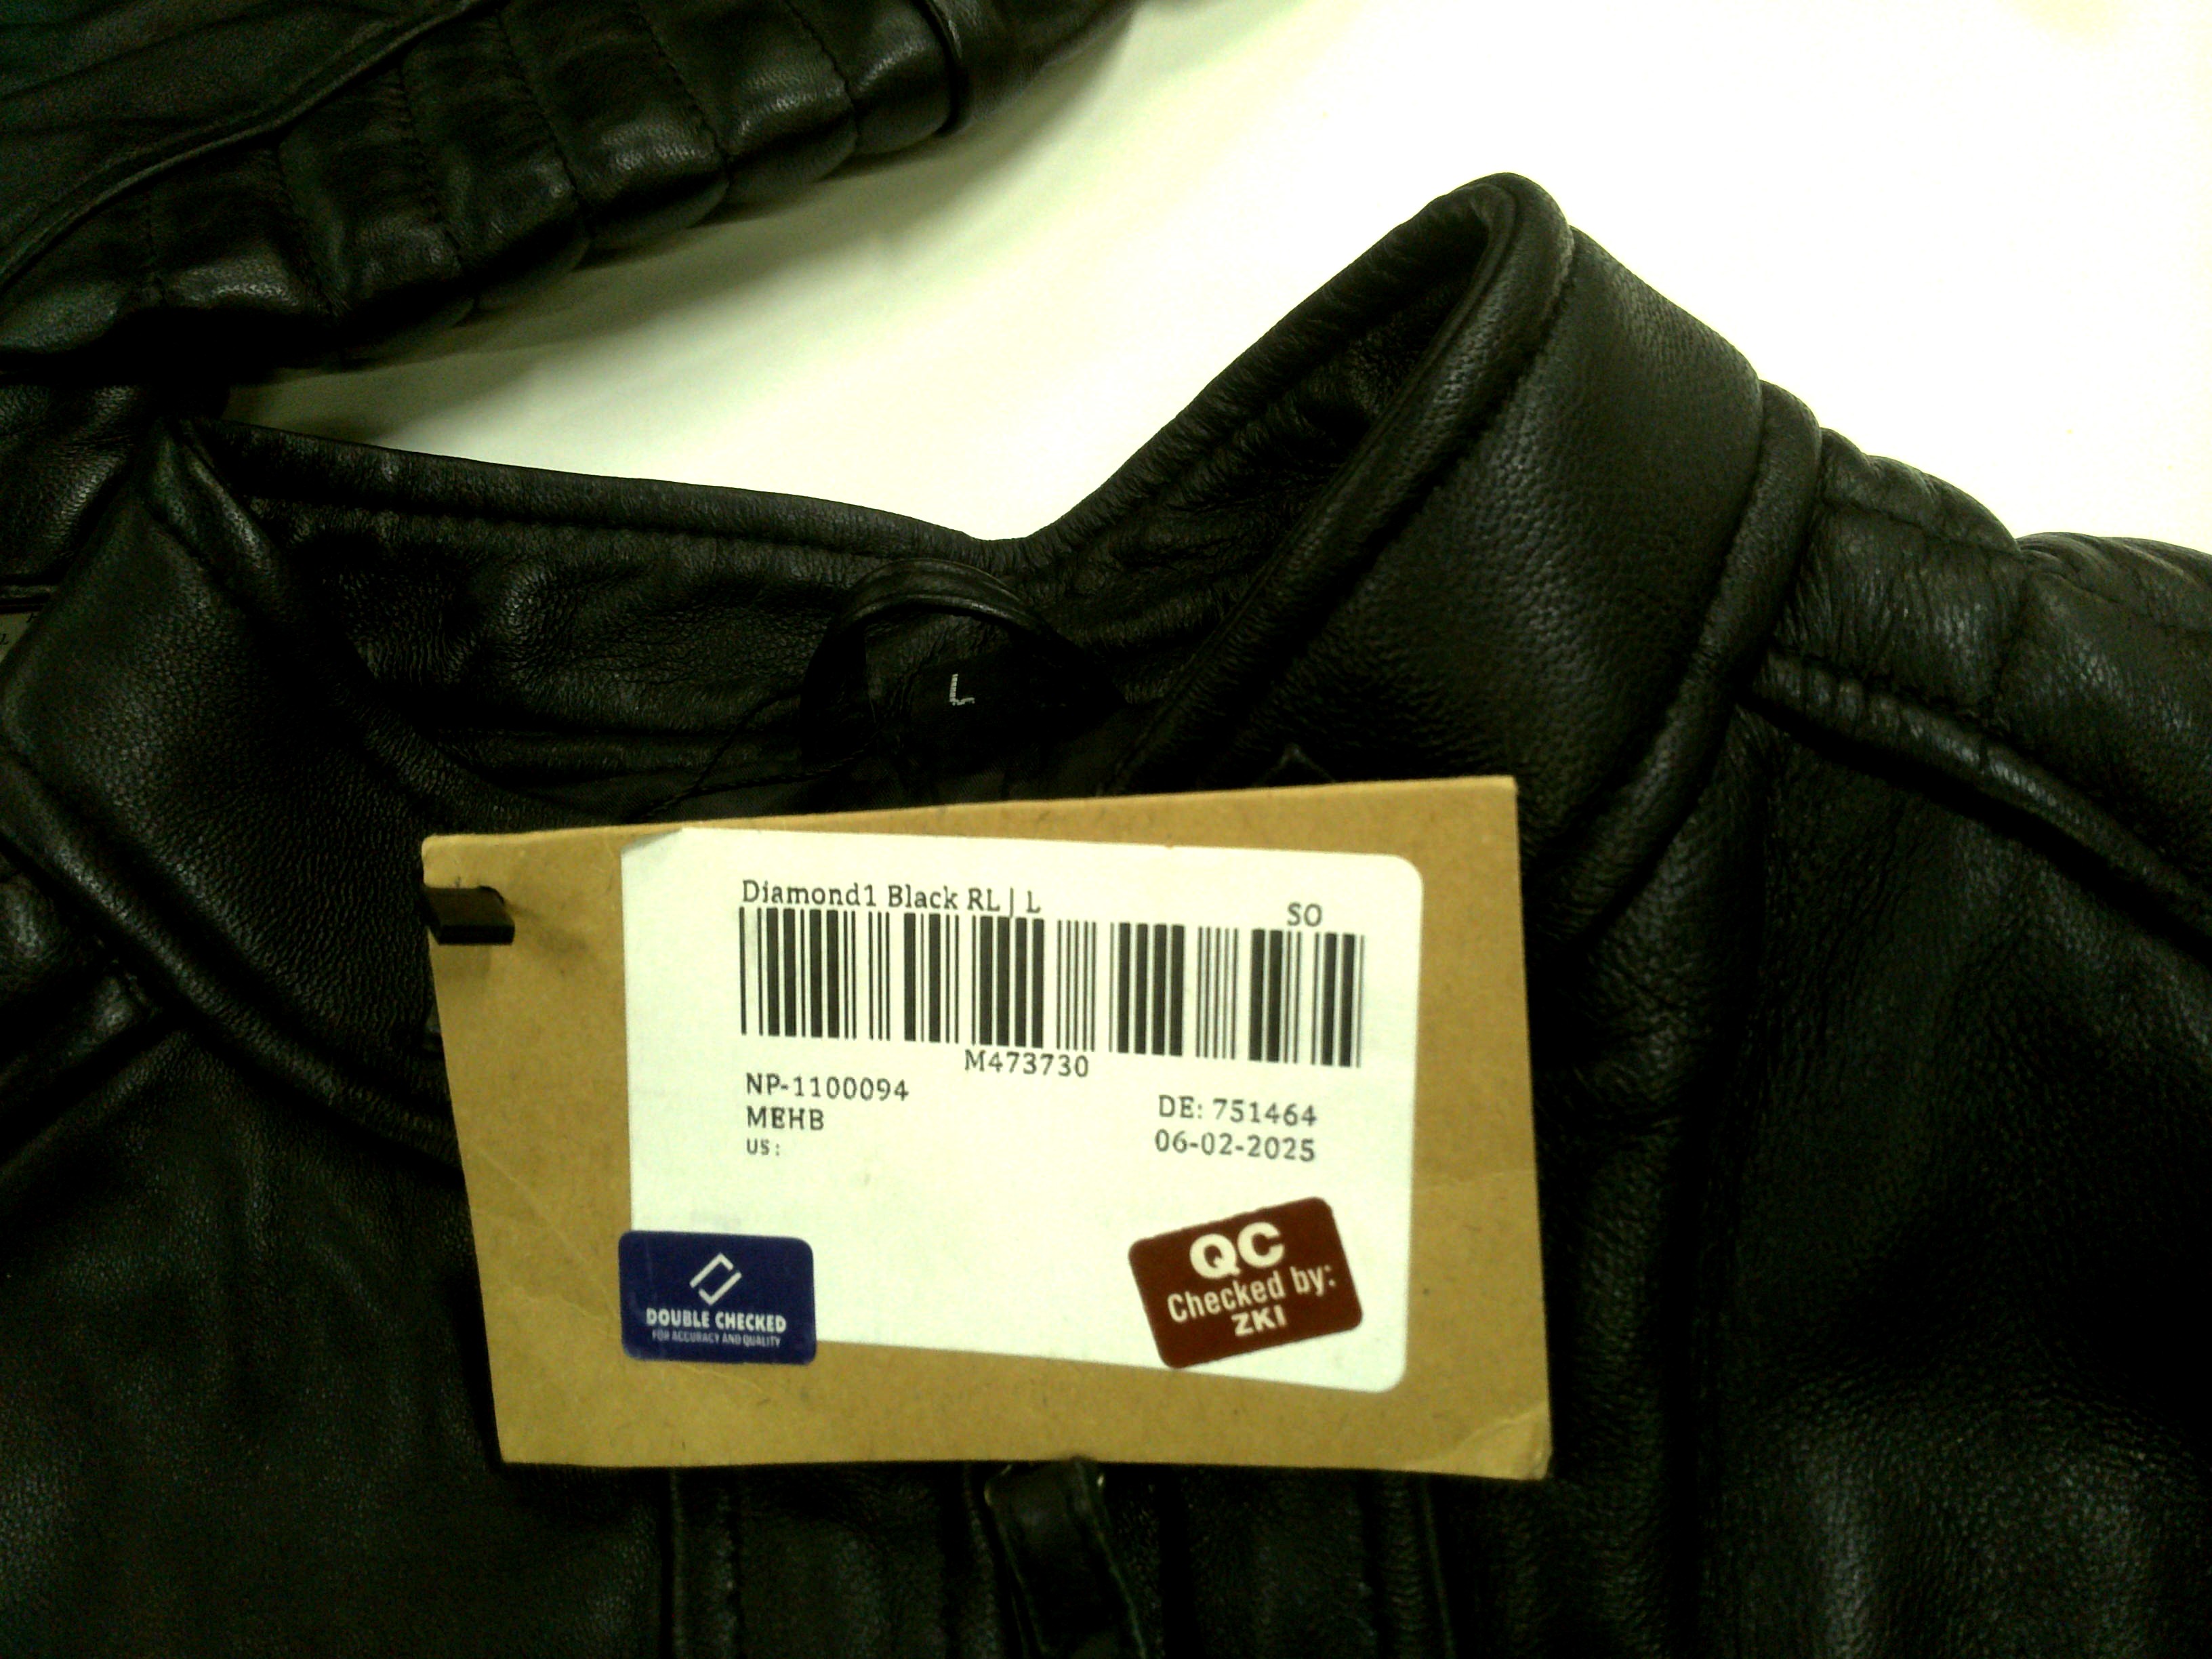 L
Diamond1 Black RL | L
SO
M473730
NP-1100094
MEHB
US :
DE: 751464
06-02-2025
DOUBLE CHECKED
FOR ACCURACY AND QUALITY
QC
Checked by:
ZKI